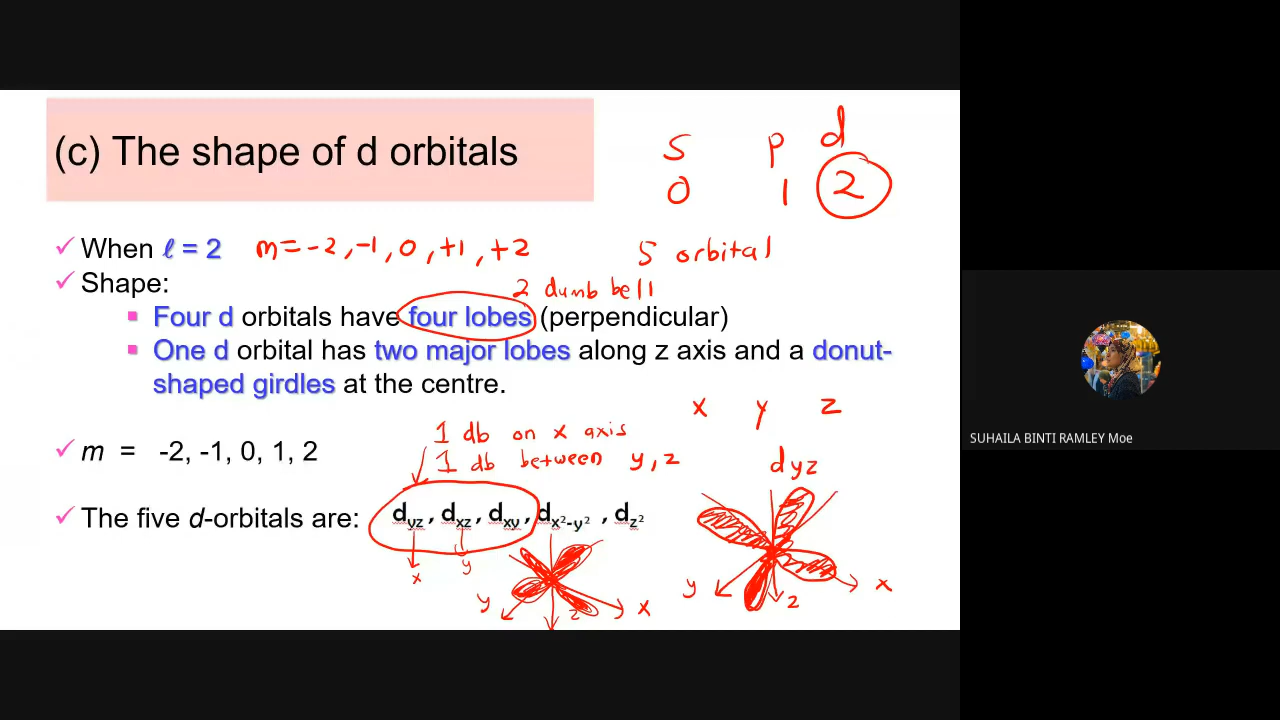 (c) The shape of d orbitals
s p d
0 1 2
✓ When ℓ = 2 m = -2, -1, 0, +1, +2 5 orbital
✓ Shape:
2 dumb bell
▪ Four d orbitals have four lobes (perpendicular)
▪ One d orbital has two major lobes along z axis and a donut-
shaped girdles at the centre.
x y z
1 db on x axis
✓ m = -2, -1, 0, 1, 2
1 db between y, z
dyz
✓ The five d-orbitals are: dyz, dxz, dxy, dx²-y², dz²
x y
y z x
y z x
SUHAILA BINTI RAMLEY Moe